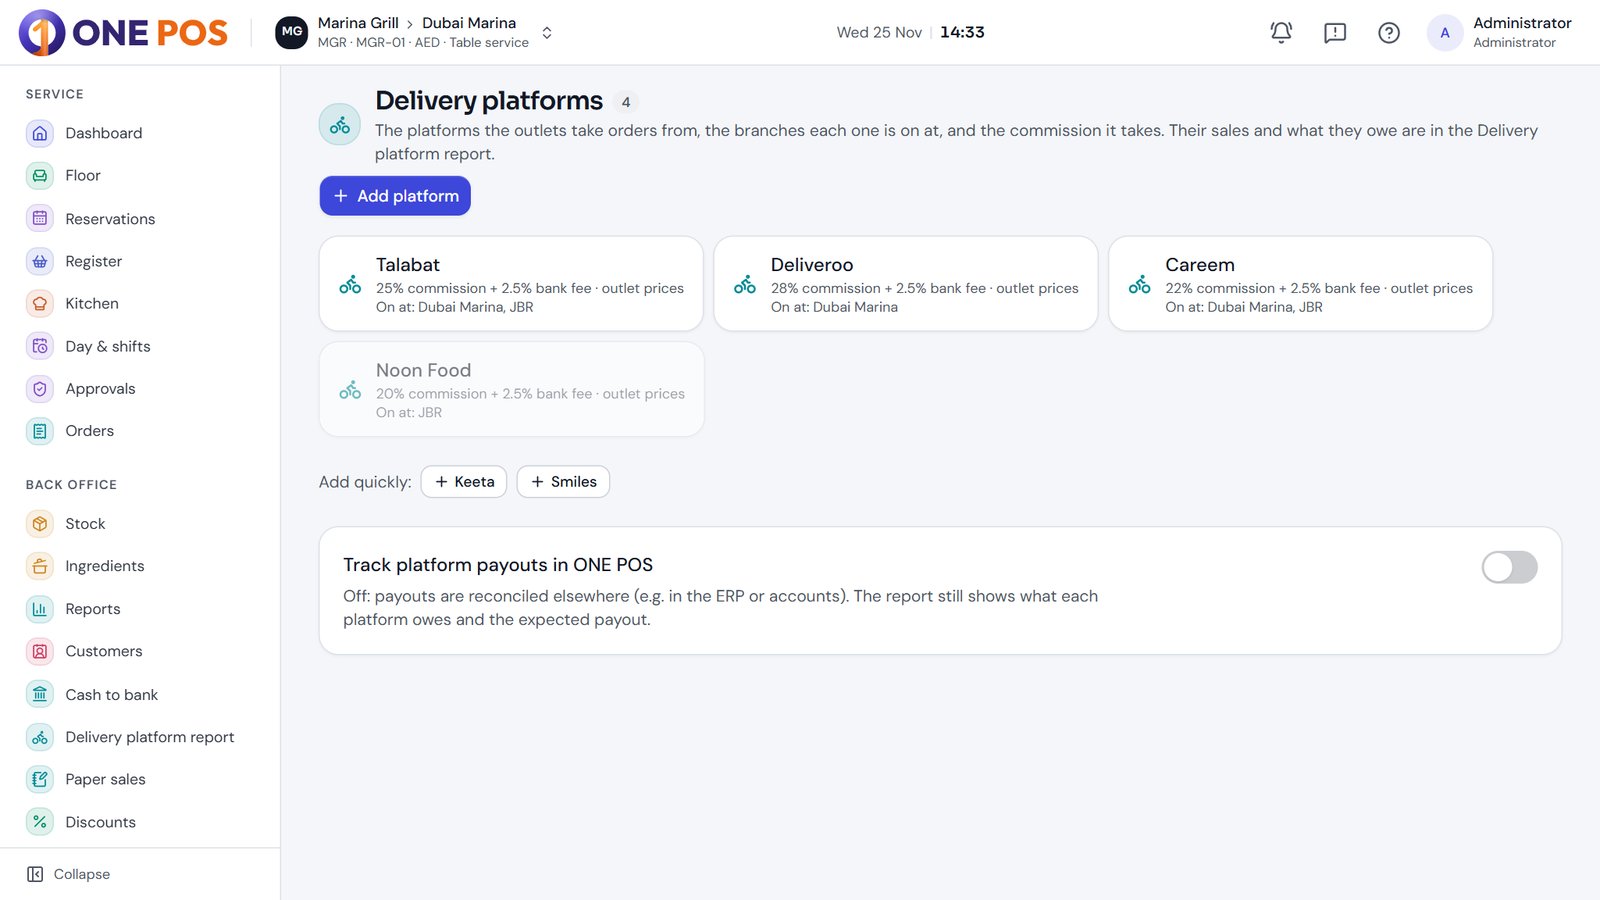 ONE POS
MG
Marina Grill > Dubai Marina
MGR · MGR-01 · AED · Table service
Wed 25 Nov | 14:33
A
Administrator
Administrator
SERVICE
Dashboard
Floor
Reservations
Register
Kitchen
Day & shifts
Approvals
Orders
BACK OFFICE
Stock
Ingredients
Reports
Customers
Cash to bank
Delivery platform report
Paper sales
Discounts
Collapse
Delivery platforms 4
The platforms the outlets take orders from, the branches each one is on at, and the commission it takes. Their sales and what they owe are in the Delivery
platform report.
+ Add platform
Talabat
25% commission + 2.5% bank fee · outlet prices
On at: Dubai Marina, JBR
Deliveroo
28% commission + 2.5% bank fee · outlet prices
On at: Dubai Marina
Careem
22% commission + 2.5% bank fee · outlet prices
On at: Dubai Marina, JBR
Noon Food
20% commission + 2.5% bank fee · outlet prices
On at: JBR
Add quickly: + Keeta + Smiles
Track platform payouts in ONE POS
Off: payouts are reconciled elsewhere (e.g. in the ERP or accounts). The report still shows what each
platform owes and the expected payout.